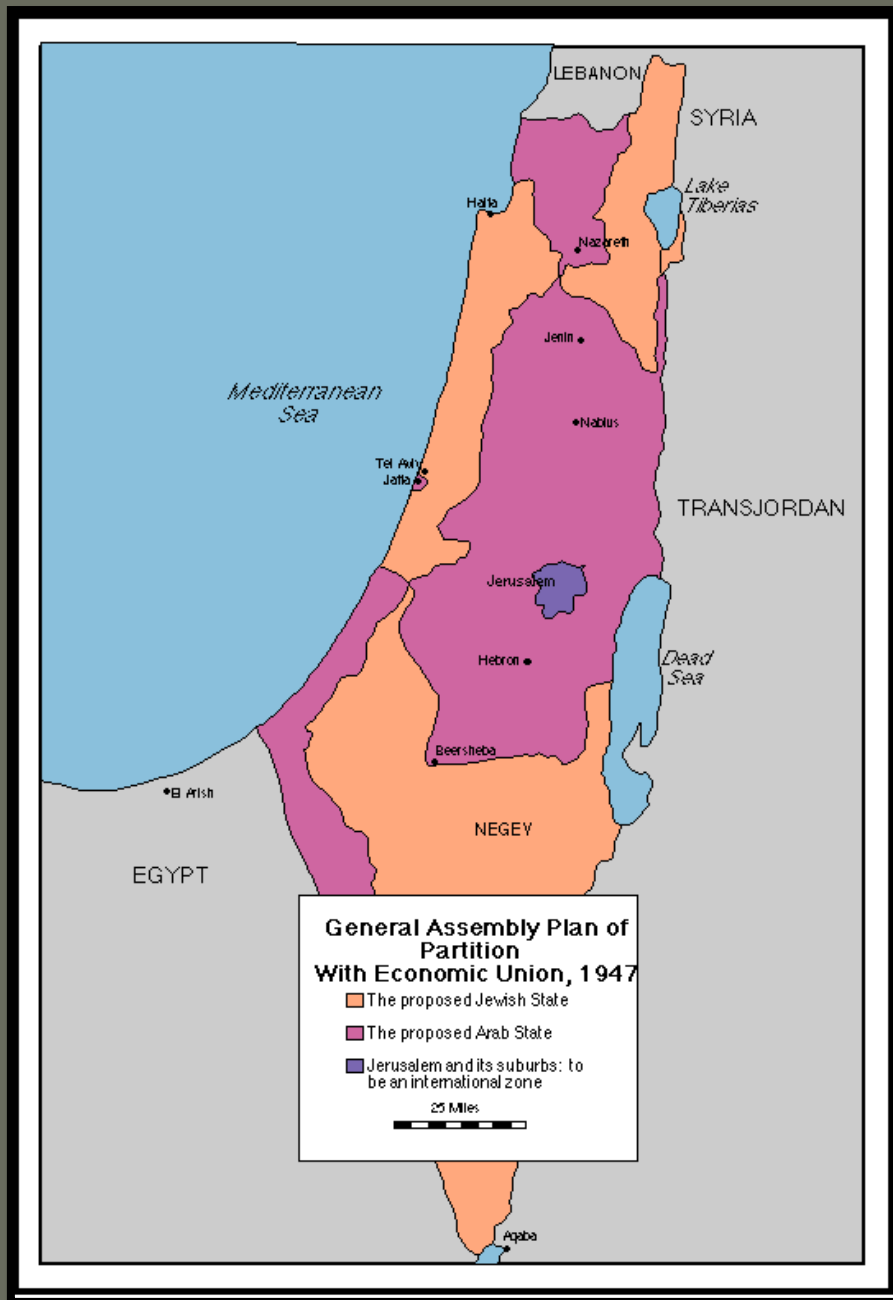 LEBANON
SYRIA
Lake
Tiberias
Haifa
Nazareth
Jenin
Mediterranean
Sea
Nablus
Tel Aviv
Jaffa
TRANSJORDAN
Jerusalem
Hebron
Dead
Sea
Beersheba
El Arish
NEGEV
EGYPT
General Assembly Plan of
Partition
With Economic Union, 1947
The proposed Jewish State
The proposed Arab State
Jerusalem and its suburbs: to
be an international zone
25 Miles
Aqaba